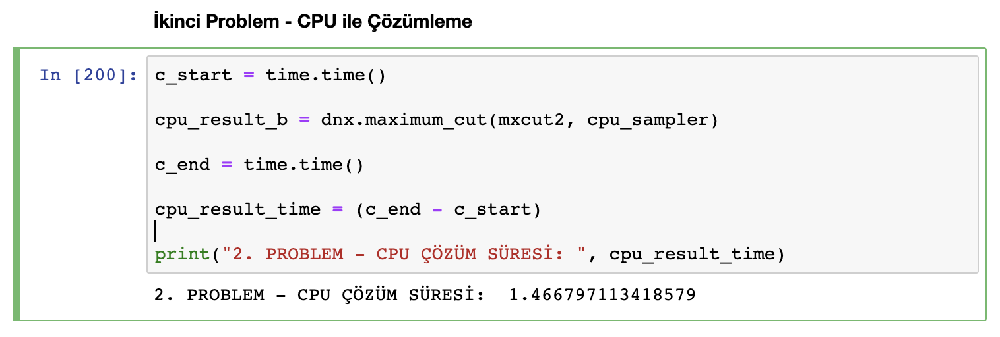 İkinci Problem - CPU ile Çözümleme
In [200]: c_start = time.time()
cpu_result_b = dnx.maximum_cut(mxcut2, cpu_sampler)
c_end = time.time()
cpu_result_time = (c_end - c_start)
print("2. PROBLEM - CPU ÇÖZÜM SÜRESİ: ", cpu_result_time)
2. PROBLEM - CPU ÇÖZÜM SÜRESİ:  1.466797113418579